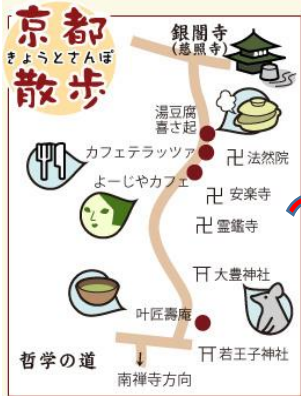 京都
きょうとさんぽ
散歩
銀閣寺
(慈照寺)
湯豆腐
喜さ起
カフェテラッツァ
卍 法然院
よーじやカフェ
卍 安楽寺
卍 霊鑑寺
大豊神社
叶匠壽庵
若王子神社
哲学の道
↓
南禅寺方向